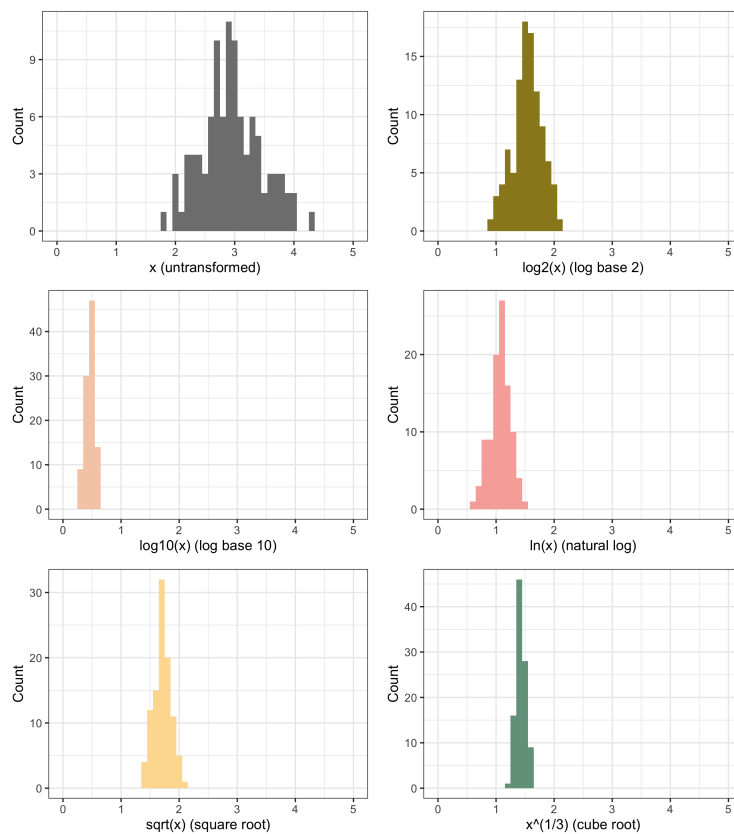 Count
9
6
3
0
0 1 2 3 4 5
x (untransformed)
Count
15
10
5
0
0 1 2 3 4 5
log2(x) (log base 2)
Count
40
30
20
10
0
0 1 2 3 4 5
log10(x) (log base 10)
Count
20
10
0
0 1 2 3 4 5
ln(x) (natural log)
Count
30
20
10
0
0 1 2 3 4 5
sqrt(x) (square root)
Count
40
30
20
10
0
0 1 2 3 4 5
x^(1/3) (cube root)